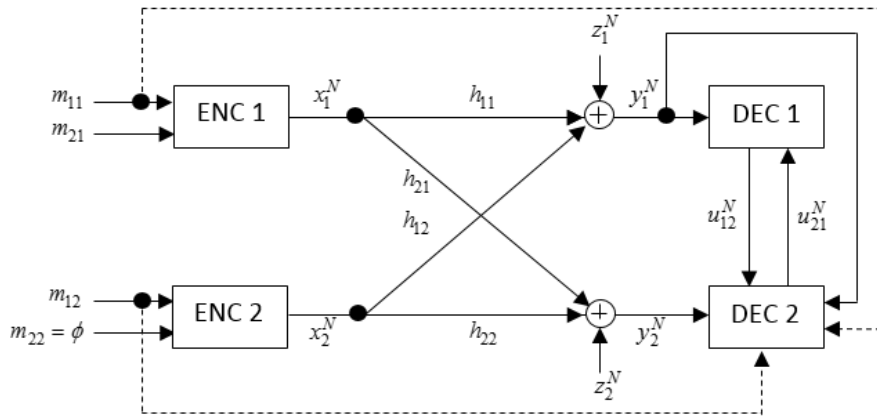 z_1^N
m_{11}
ENC 1
x_1^N
h_{11}
y_1^N
DEC 1
m_{21}
h_{21}
h_{12}
u_{12}^N
u_{21}^N
m_{12}
ENC 2
x_2^N
h_{22}
y_2^N
DEC 2
m_{22} = ϕ
z_2^N